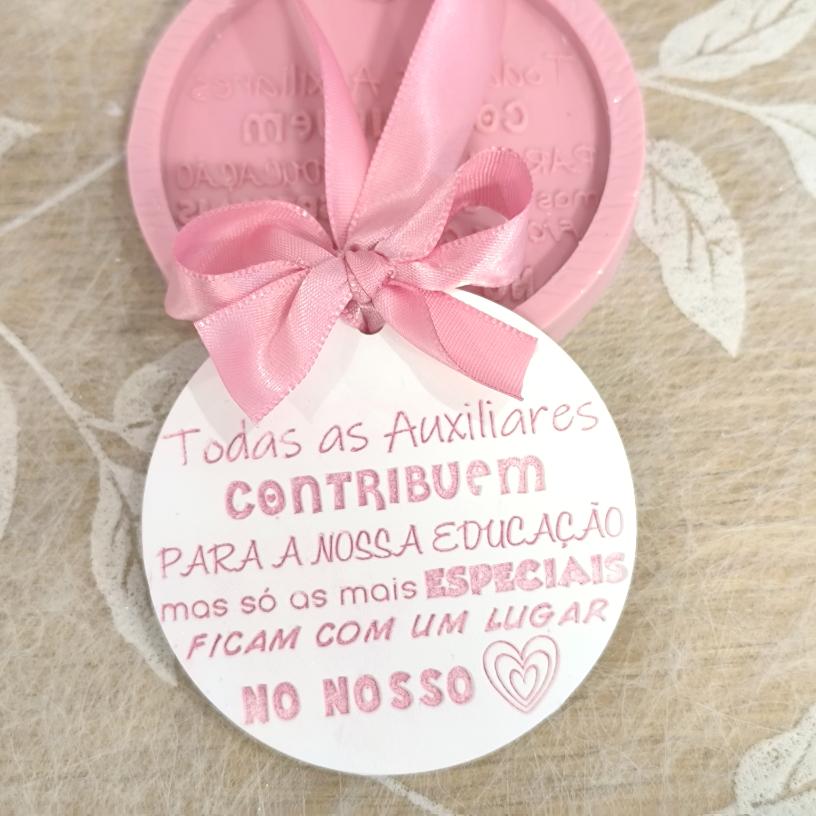 Todas as Auxiliares
CONTRIBUEM
PARA A NOSSA EDUCAÇÃO
mas só as mais ESPECIAIS
FICAM COM UM LUGAR
NO NOSSO